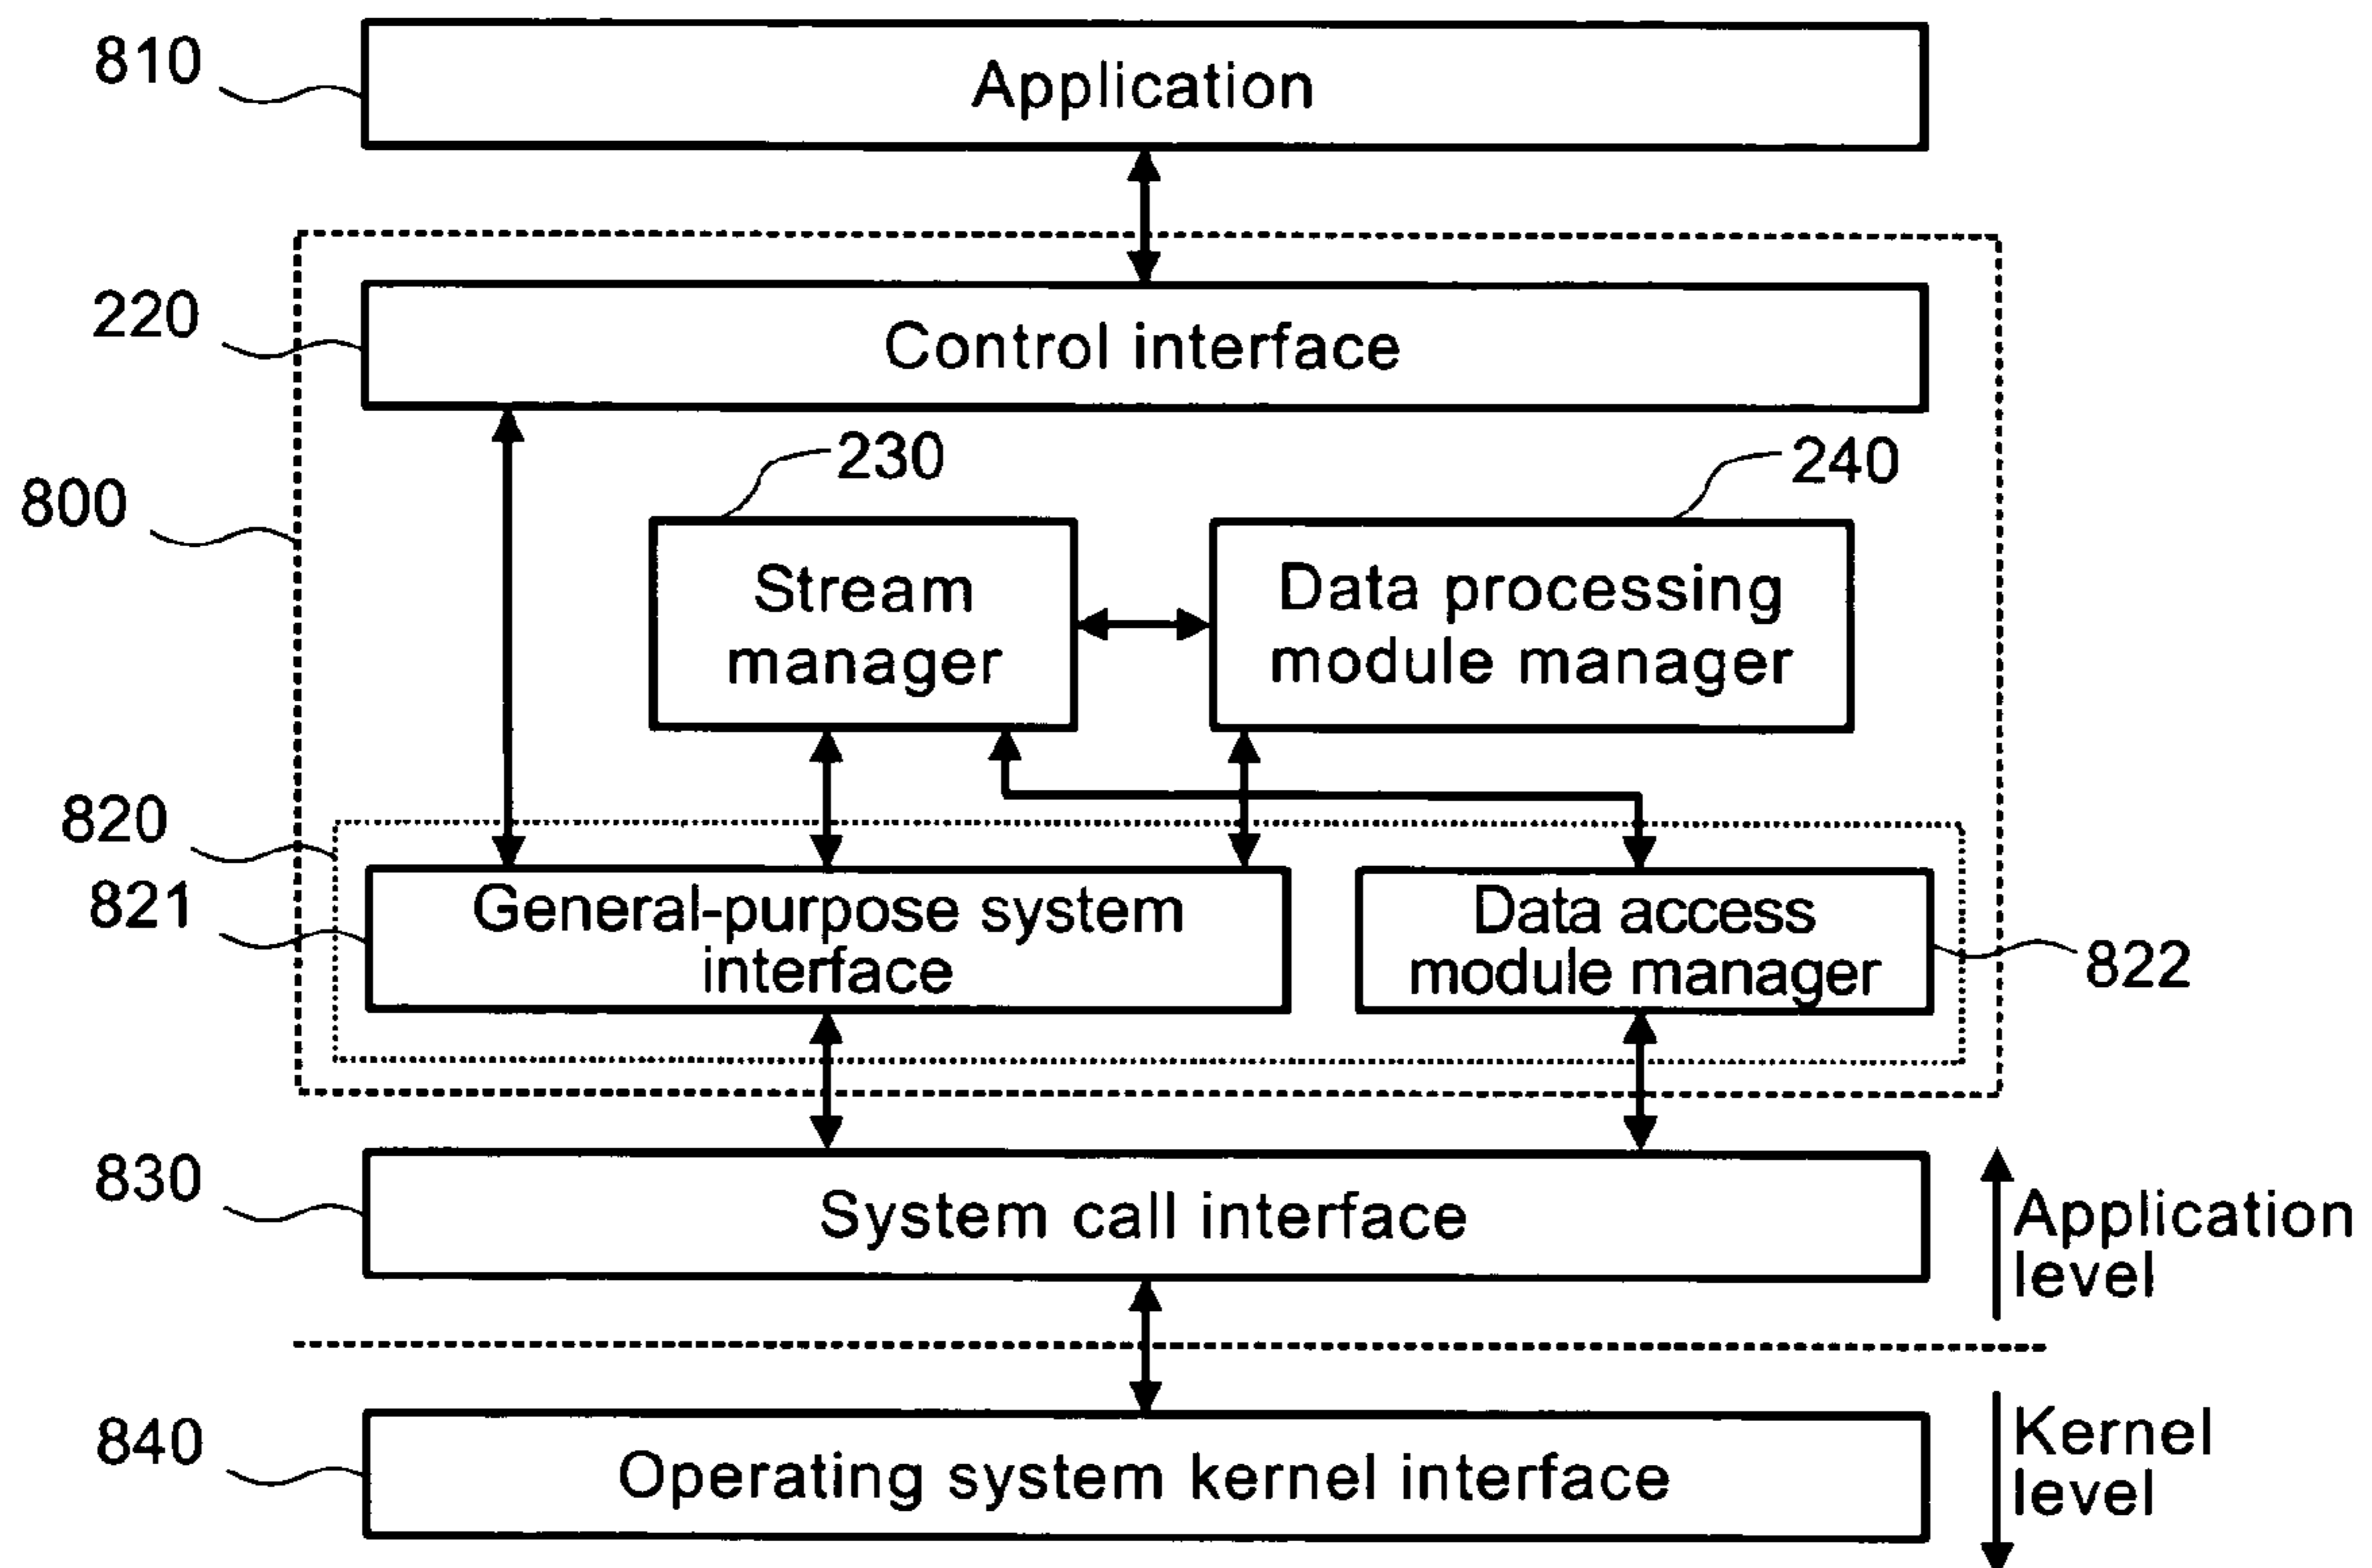 810
Application
220
Control interface
230
240
800
Stream
manager
Data processing
module manager
820
821
General-purpose system
interface
Data access
module manager
822
830
System call interface
Application
level
840
Operating system kernel interface
Kernel
level